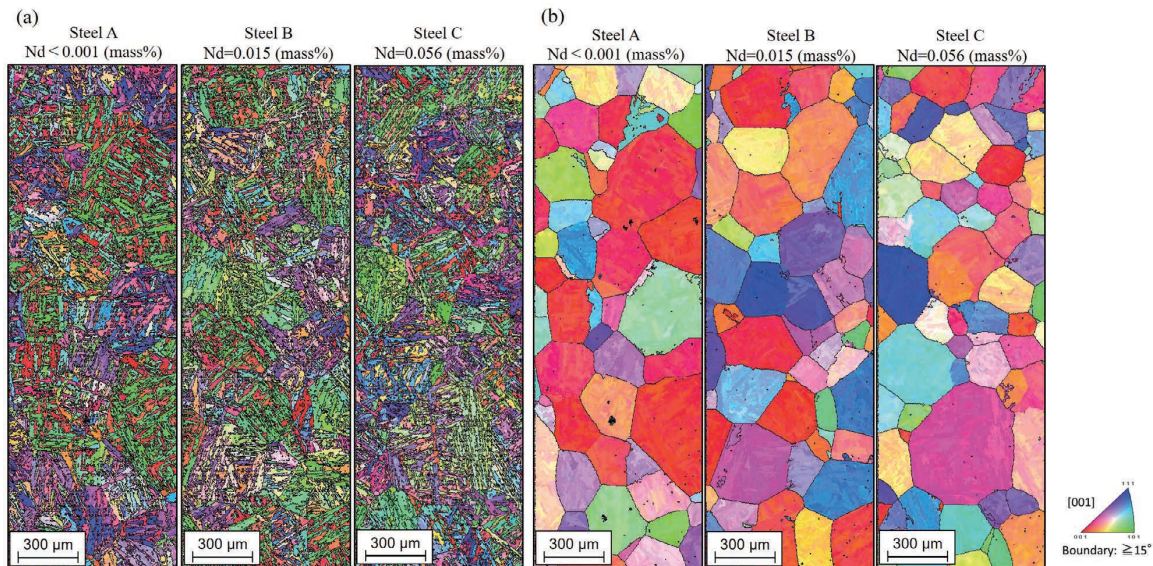 (a)
Steel A
Nd < 0.001 (mass%)
Steel B
Nd=0.015 (mass%)
Steel C
Nd=0.056 (mass%)
300 μm
300 μm
300 μm
(b)
Steel A
Nd < 0.001 (mass%)
Steel B
Nd=0.015 (mass%)
Steel C
Nd=0.056 (mass%)
300 μm
300 μm
300 μm
111
[001]
001
101
Boundary: ≧15°